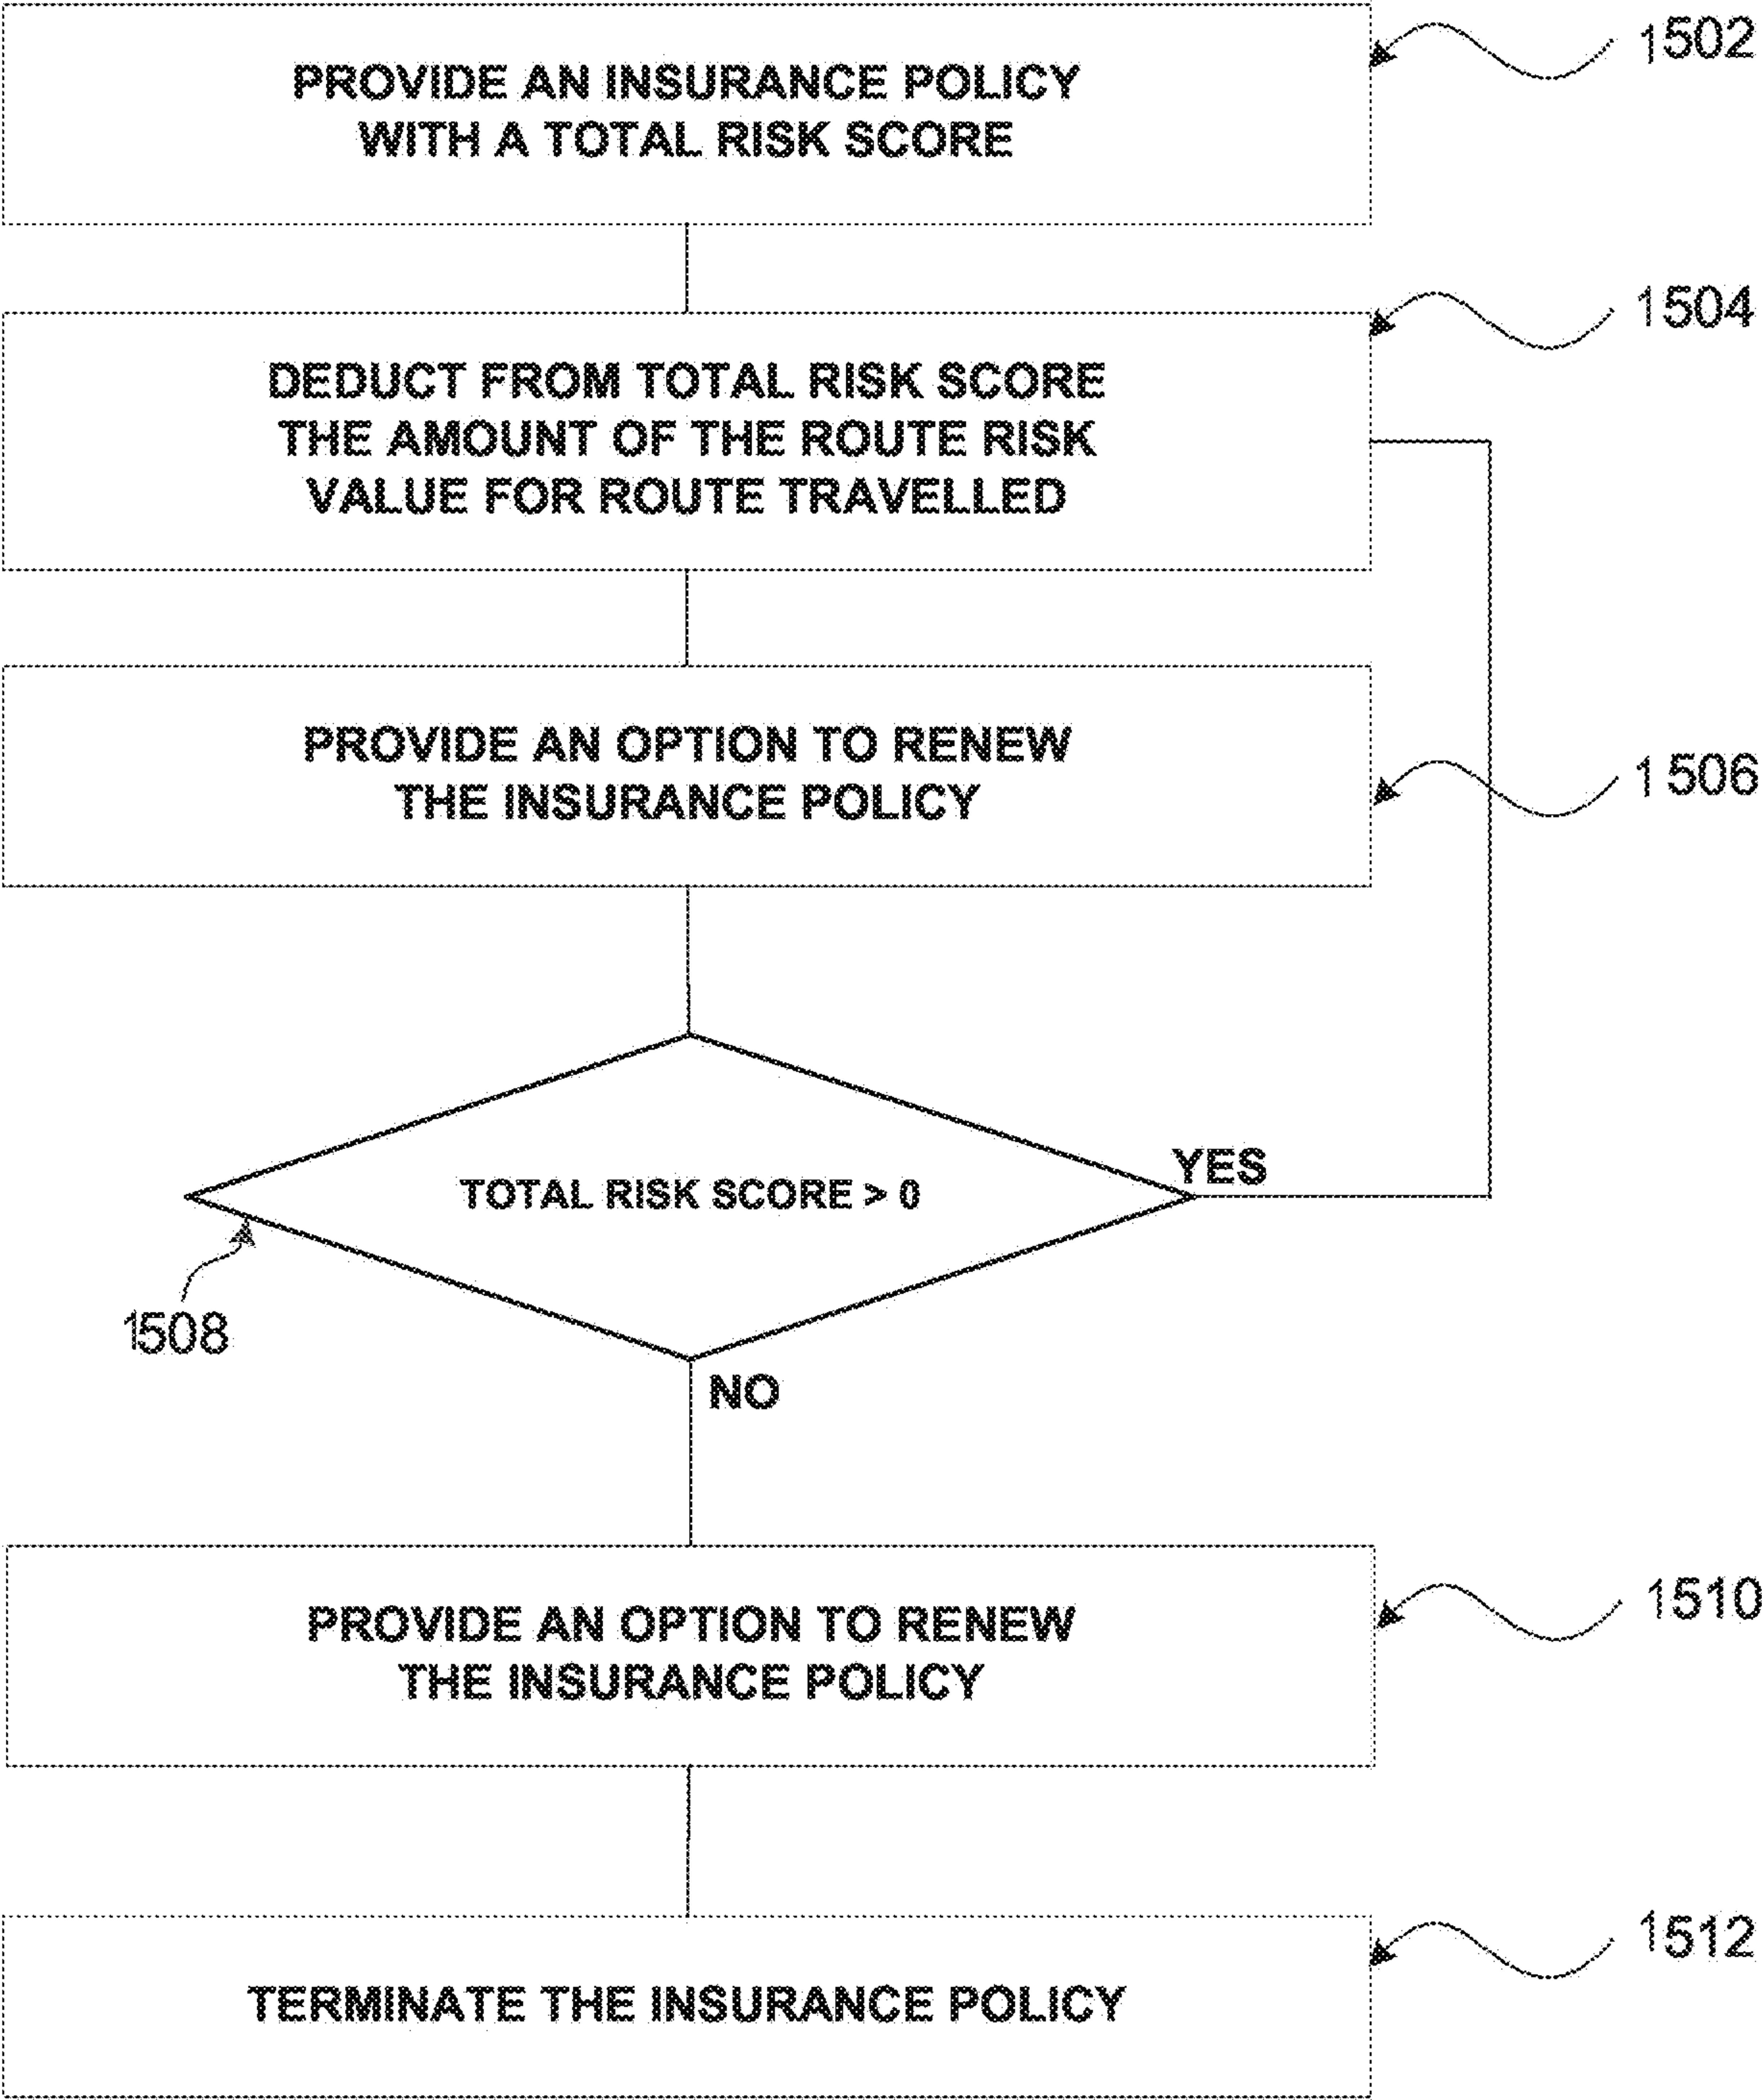 PROVIDE AN INSURANCE POLICY
WITH A TOTAL RISK SCORE
1502
DEDUCT FROM TOTAL RISK SCORE
THE AMOUNT OF THE ROUTE RISK
VALUE FOR ROUTE TRAVELLED
1504
PROVIDE AN OPTION TO RENEW
THE INSURANCE POLICY
1506
TOTAL RISK SCORE > 0
YES
1508
NO
PROVIDE AN OPTION TO RENEW
THE INSURANCE POLICY
1510
TERMINATE THE INSURANCE POLICY
1512